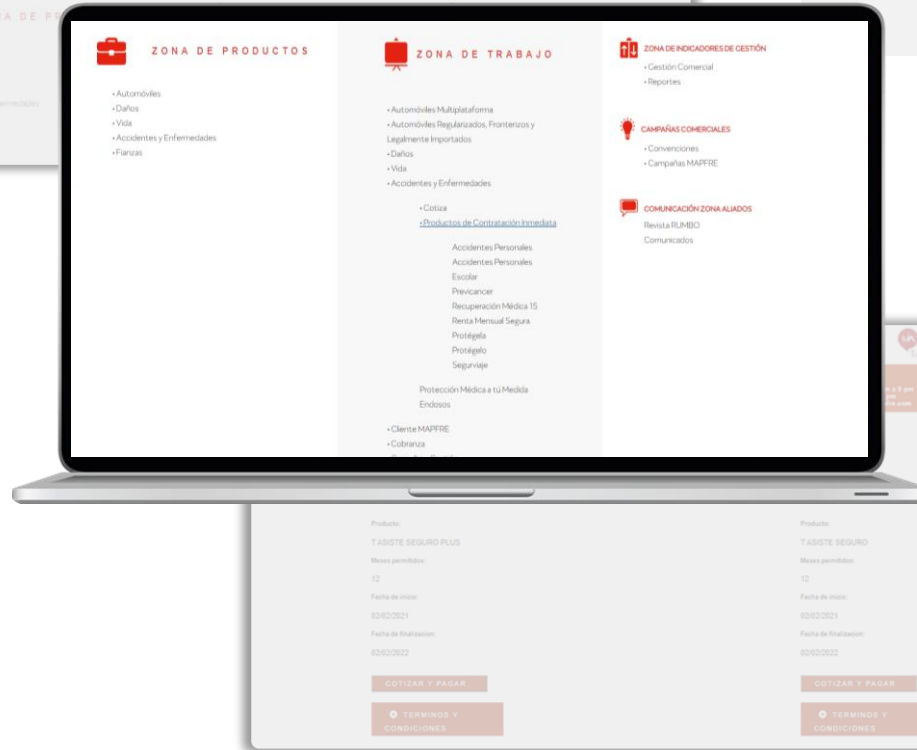 ZONA DE PRODUCTOS
• Automóviles
• Daños
• Vida
• Accidentes y Enfermedades
• Fianzas
ZONA DE TRABAJO
• Automóviles Multiplataforma
• Automóviles Regularizados, Fronterizos y
Legalmente Importados
• Daños
• Vida
• Accidentes y Enfermedades
• Cotiza
• Productos de Contratación Inmediata
Accidentes Personales
Accidentes Personales
Escolar
Previcancer
Recuperación Médica 15
Renta Mensual Segura
Protégela
Protégelo
Segurviaje
Protección Médica a tú Medida
Endosos
• Cliente MAPFRE
• Cobranza
ZONA DE INDICADORES DE GESTIÓN
• Gestión Comercial
• Reportes
CAMPAÑAS COMERCIALES
• Convenciones
• Campañas MAPFRE
COMUNICACIÓN ZONA ALIADOS
Revista RUMBO
Comunicados
Producto:
T ASISTE SEGURO PLUS
Meses permitidos:
12
Fecha de inicio:
02/02/2021
Fecha de finalizacion:
02/02/2022
COTIZAR Y PAGAR
TERMINOS Y
CONDICIONES
Producto:
T ASISTE SEGURO
Meses permitidos:
12
Fecha de inicio:
02/02/2021
Fecha de finalizacion:
02/02/2022
COTIZAR Y PAGAR
TERMINOS Y
CONDICIONES